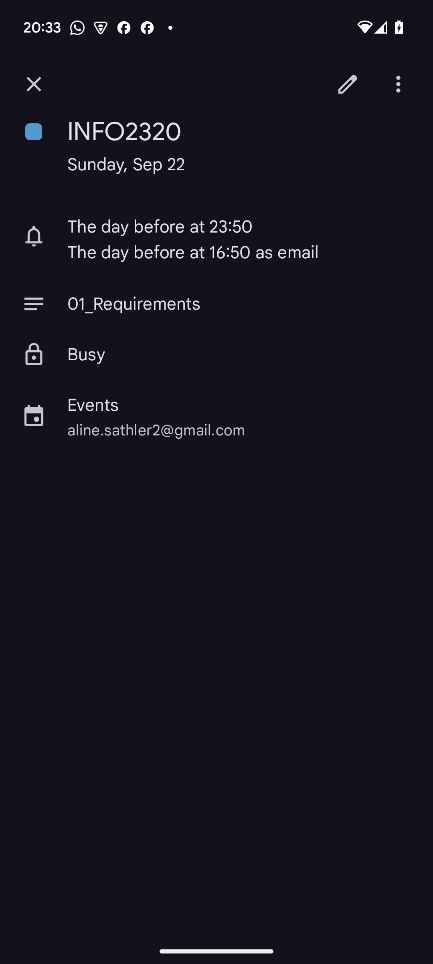 20:33
INFO2320
Sunday, Sep 22
The day before at 23:50
The day before at 16:50 as email
01_Requirements
Busy
Events
aline.sathler2@gmail.com